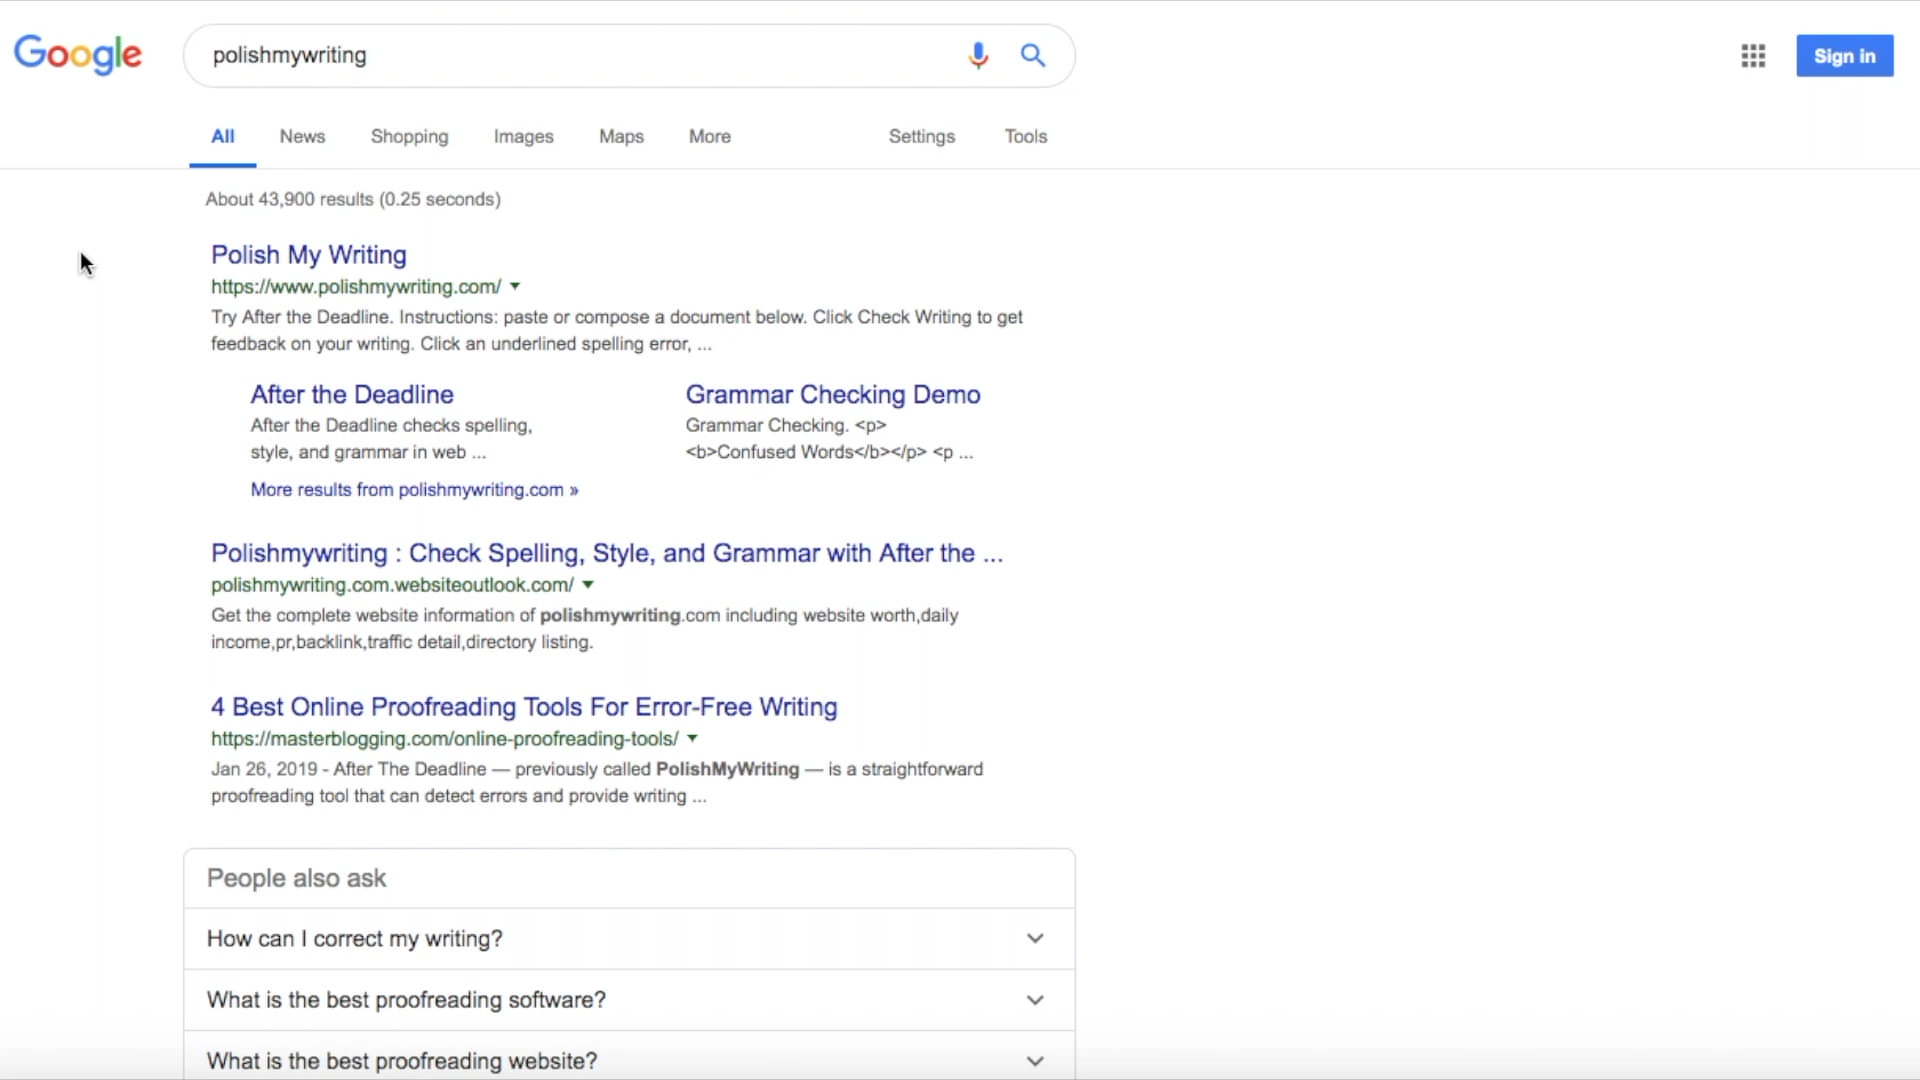 Google
polishmywriting
Sign in
All News Shopping Images Maps More Settings Tools
About 43,900 results (0.25 seconds)
Polish My Writing
https://www.polishmywriting.com/
Try After the Deadline. Instructions: paste or compose a document below. Click Check Writing to get
feedback on your writing. Click an underlined spelling error, ...
After the Deadline
After the Deadline checks spelling,
style, and grammar in web ...
Grammar Checking Demo
Grammar Checking. <p>
<b>Confused Words</b></p> <p ...
More results from polishmywriting.com »
Polishmywriting : Check Spelling, Style, and Grammar with After the ...
polishmywriting.com.websiteoutlook.com/
Get the complete website information of polishmywriting.com including website worth,daily
income,pr,backlink,traffic detail,directory listing.
4 Best Online Proofreading Tools For Error-Free Writing
https://masterblogging.com/online-proofreading-tools/
Jan 26, 2019 - After The Deadline — previously called PolishMyWriting — is a straightforward
proofreading tool that can detect errors and provide writing ...
People also ask
How can I correct my writing?
What is the best proofreading software?
What is the best proofreading website?